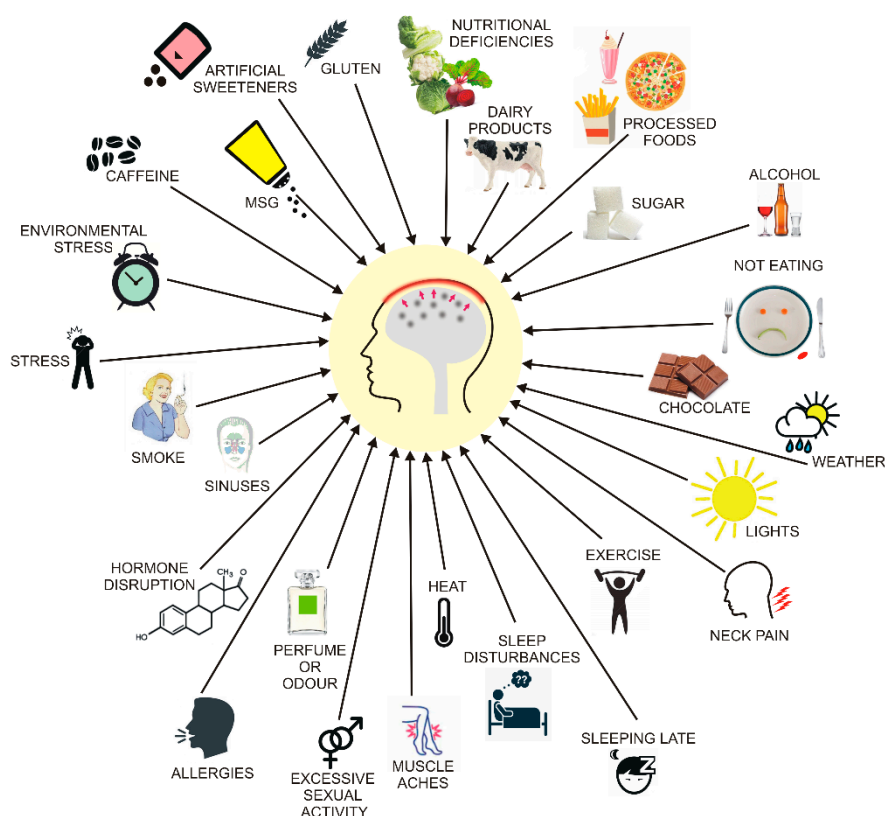 NUTRITIONAL
DEFICIENCIES
GLUTEN
ARTIFICIAL
SWEETENERS
DAIRY
PRODUCTS
PROCESSED
FOODS
CAFFEINE
MSG
SUGAR
ALCOHOL
ENVIRONMENTAL
STRESS
NOT EATING
STRESS
CHOCOLATE
SMOKE
SINUSES
WEATHER
LIGHTS
HORMONE
DISRUPTION
CH₃
O
HO
PERFUME
OR
ODOUR
HEAT
EXERCISE
NECK PAIN
SLEEP
DISTURBANCES
??
ALLERGIES
EXCESSIVE
SEXUAL
ACTIVITY
MUSCLE
ACHES
SLEEPING LATE
Z